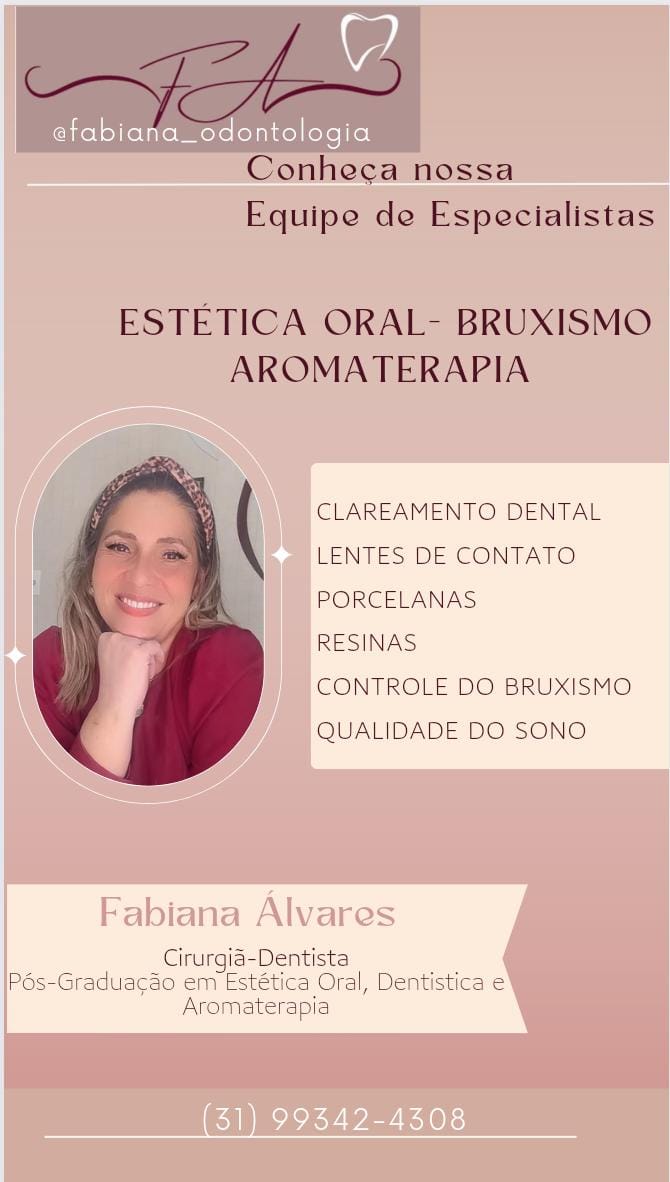 FA
@fabiana_odontologia
Conheça nossa
Equipe de Especialistas
ESTÉTICA ORAL- BRUXISMO
AROMATERAPIA
CLAREAMENTO DENTAL
LENTES DE CONTATO
PORCELANAS
RESINAS
CONTROLE DO BRUXISMO
QUALIDADE DO SONO
Fabiana Álvares
Cirurgiã-Dentista
Pós-Graduação em Estética Oral, Dentistica e
Aromaterapia
(31) 99342-4308